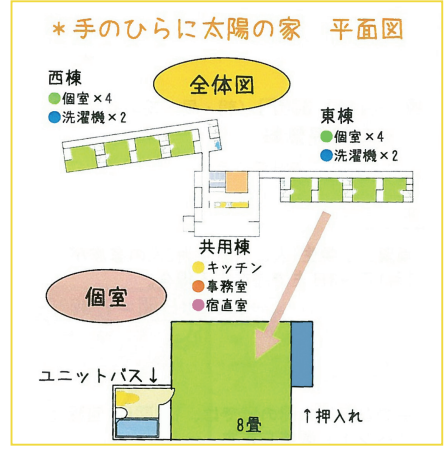 ＊手のひらに太陽の家　平面図
全体図
西棟
●個室×4
●洗濯機×2
東棟
●個室×4
●洗濯機×2
共用棟
●キッチン
●事務室
●宿直室
個室
ユニットバス↓
8畳
↑押入れ